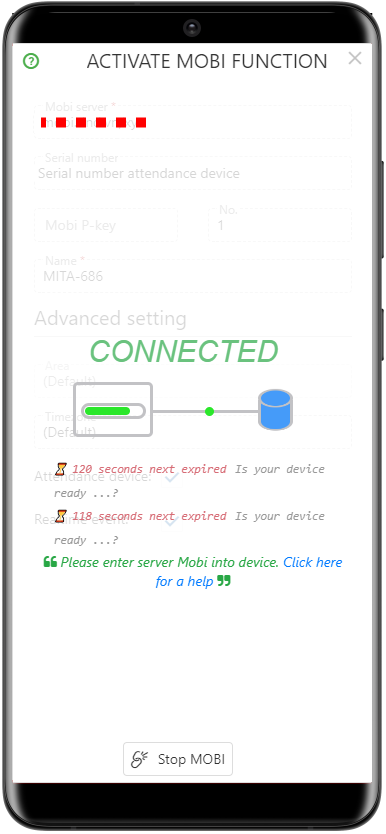 ACTIVATE MOBI FUNCTION
Mobi server *
Serial number
Serial number attendance device
Mobi P-key
No.
1
Name *
MITA-686
Advanced setting
CONNECTED
Area
(Default)
Timezone
(Default)
120 seconds next expired Is your device
Attendance device:
ready ...?
118 seconds next expired Is your device
Real time event:
ready ...?
❝ Please enter server Mobi into device. Click here
for a help ❞
Stop MOBI